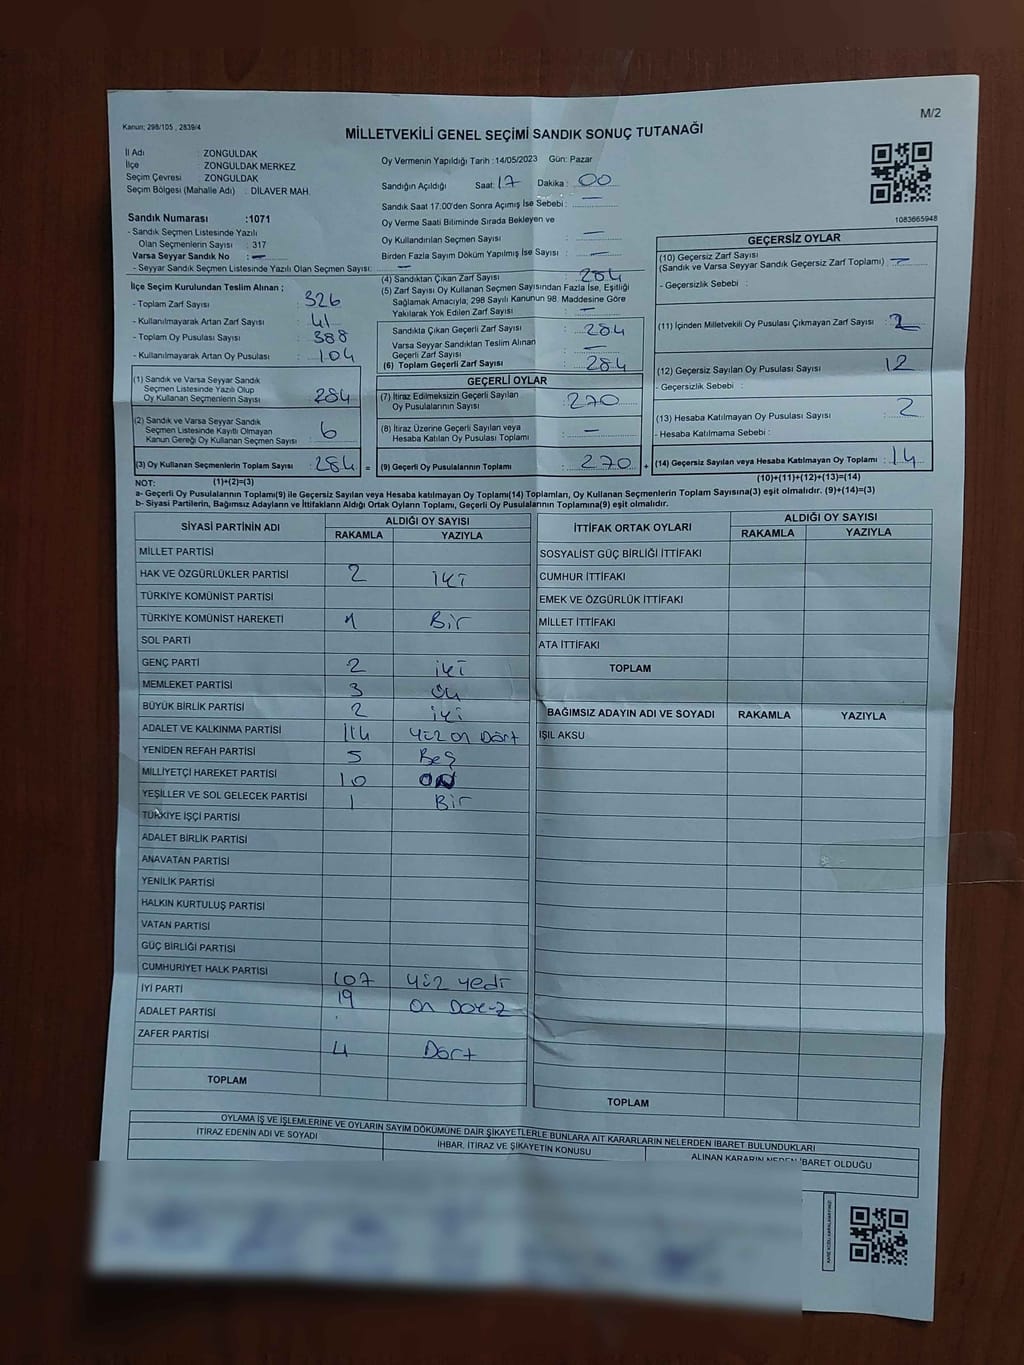 Kanun: 298/105 , 2839/4
M/2
MİLLETVEKİLİ GENEL SEÇİMİ SANDIK SONUÇ TUTANAĞI
İl Adı : ZONGULDAK
İlçe : ZONGULDAK MERKEZ
Seçim Çevresi : ZONGULDAK
Seçim Bölgesi (Mahalle Adı) : DİLAVER MAH.
Sandık Numarası :1071
- Sandık Seçmen Listesinde Yazılı
Olan Seçmenlerin Sayısı : 317
Varsa Seyyar Sandık No : —
- Seyyar Sandık Seçmen Listesinde Yazılı Olan Seçmen Sayısı: —
İlçe Seçim Kurulundan Teslim Alınan ;
- Toplam Zarf Sayısı : 326
- Kullanılmayarak Artan Zarf Sayısı : 41
- Toplam Oy Pusulası Sayısı : 388
- Kullanılmayarak Artan Oy Pusulası : 104
(1) Sandık ve Varsa Seyyar Sandık
Seçmen Listesinde Yazılı Olup
Oy Kullanan Seçmenlerin Sayısı : 284
(2) Sandık ve Varsa Seyyar Sandık
Seçmen Listesinde Kayıtlı Olmayan
Kanun Gereği Oy Kullanan Seçmen Sayısı : 6
(3) Oy Kullanan Seçmenlerin Toplam Sayısı : 284 =
Oy Vermenin Yapıldığı Tarih :14/05/2023 Gün: Pazar
Sandığın Açıldığı Saat: 17 Dakika : 00
Sandık Saat 17:00'den Sonra Açımış İse Sebebi : —
Oy Verme Saati Bitiminde Sırada Bekleyen ve
Oy Kullandırılan Seçmen Sayısı : —
Birden Fazla Sayım Döküm Yapılmış İse Sayısı : —
(4) Sandıktan Çıkan Zarf Sayısı : 284
(5) Zarf Sayısı Oy Kullanan Seçmen Sayısından Fazla İse, Eşitliği
Sağlamak Amacıyla; 298 Sayılı Kanunun 98. Maddesine Göre
Yakılarak Yok Edilen Zarf Sayısı : —
Sandıkta Çıkan Geçerli Zarf Sayısı : 284
Varsa Seyyar Sandıktan Teslim Alınan
Geçerli Zarf Sayısı : —
(6) Toplam Geçerli Zarf Sayısı : 284
GEÇERLİ OYLAR
(7) İtiraz Edilmeksizin Geçerli Sayılan
Oy Pusulalarının Sayısı : 270
(8) İtiraz Üzerine Geçerli Sayılan veya
Hesaba Katılan Oy Pusulası Toplamı : —
(9) Geçerli Oy Pusulalarının Toplamı : 270 +
1083665948
GEÇERSİZ OYLAR
(10) Geçersiz Zarf Sayısı
(Sandık ve Varsa Seyyar Sandık Geçersiz Zarf Toplamı) : —
- Geçersizlik Sebebi :
(11) İçinden Milletvekili Oy Pusulası Çıkmayan Zarf Sayısı :
(12) Geçersiz Sayılan Oy Pusulası Sayısı : 12
- Geçersizlik Sebebi :
(13) Hesaba Katılmayan Oy Pusulası Sayısı : 2
- Hesaba Katılmama Sebebi :
(14) Geçersiz Sayılan veya Hesaba Katılmayan Oy Toplamı : 14
NOT: (1)+(2)=(3) (10)+(11)+(12)+(13)=(14)
a- Geçerli Oy Pusulalarının Toplamı(9) ile Geçersiz Sayılan veya Hesaba katılmayan Oy Toplamı(14) Toplamları, Oy Kullanan Seçmenlerin Toplam Sayısına(3) eşit olmalıdır. (9)+(14)=(3)
b- Siyasi Partilerin, Bağımsız Adayların ve İttifakların Aldığı Ortak Oyların Toplamı, Geçerli Oy Pusulalarının Toplamına(9) eşit olmalıdır.
SİYASİ PARTİNİN ADI ALDIĞI OY SAYISI
RAKAMLA YAZIYLA
MİLLET PARTİSİ
HAK VE ÖZGÜRLÜKLER PARTİSİ 2 iki
TÜRKİYE KOMÜNİST PARTİSİ
TÜRKİYE KOMÜNİST HAREKETİ 1 Bir
SOL PARTİ
GENÇ PARTİ 2 iki
MEMLEKET PARTİSİ 3
BÜYÜK BİRLİK PARTİSİ 2 iki
ADALET VE KALKINMA PARTİSİ 114 yüz on Dört
YENİDEN REFAH PARTİSİ 5 Beş
MİLLİYETÇİ HAREKET PARTİSİ 10 ON
YEŞİLLER VE SOL GELECEK PARTİSİ 1 Bir
TÜRKİYE İŞÇİ PARTİSİ
ADALET BİRLİK PARTİSİ
ANAVATAN PARTİSİ
YENİLİK PARTİSİ
HALKIN KURTULUŞ PARTİSİ
VATAN PARTİSİ
GÜÇ BİRLİĞİ PARTİSİ
CUMHURİYET HALK PARTİSİ 107 yüz yedi
İYİ PARTİ 19 on
ADALET PARTİSİ
ZAFER PARTİSİ 4 Dört
TOPLAM
İTTİFAK ORTAK OYLARI ALDIĞI OY SAYISI
RAKAMLA YAZIYLA
SOSYALİST GÜÇ BİRLİĞİ İTTİFAKI
CUMHUR İTTİFAKI
EMEK VE ÖZGÜRLÜK İTTİFAKI
MİLLET İTTİFAKI
ATA İTTİFAKI
TOPLAM
BAĞIMSIZ ADAYIN ADI VE SOYADI RAKAMLA YAZIYLA
IŞIL AKSU
TOPLAM
OYLAMA İŞ VE İŞLEMLERİNE VE OYLARIN SAYIM DÖKÜMÜNE DAİR ŞİKAYETLERLE BUNLARA AİT KARARLARIN NELERDEN İBARET BULUNDUKLARI
İTİRAZ EDENİN ADI VE SOYADI İHBAR, İTİRAZ VE ŞİKAYETİN KONUSU ALINAN KARARIN NEDEN İBARET OLDUĞU